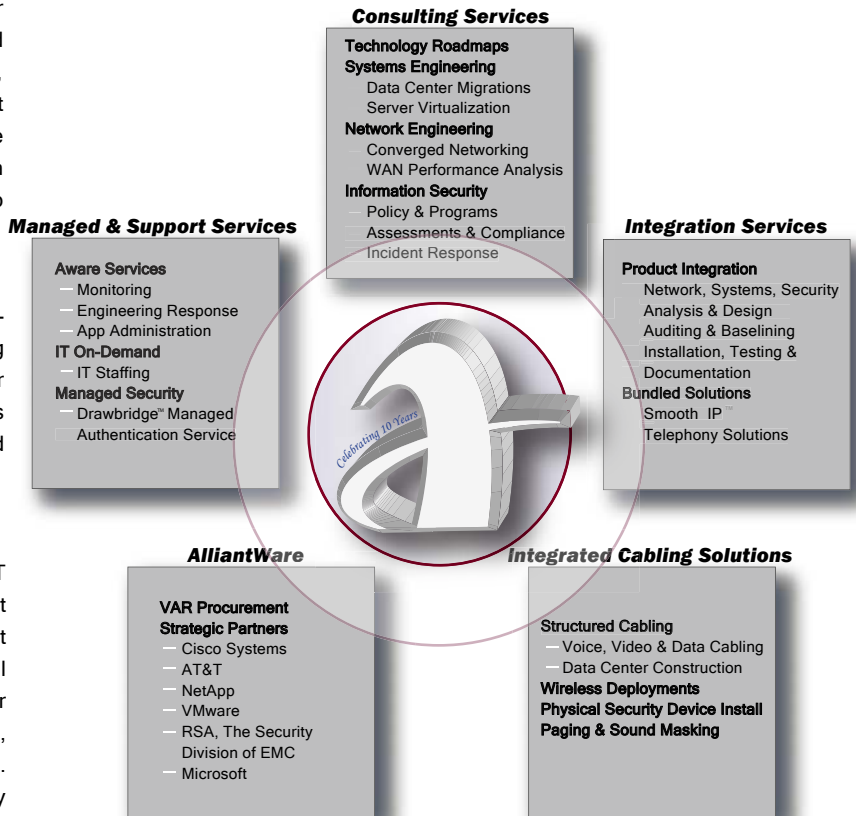 Consulting Services
Technology Roadmaps
Systems Engineering
Data Center Migrations
Server Virtualization
Network Engineering
Converged Networking
WAN Performance Analysis
Information Security
Policy & Programs
Assessments & Compliance
Incident Response
Managed & Support Services
Aware Services
Monitoring
Engineering Response
App Administration
IT On-Demand
IT Staffing
Managed Security
Drawbridge™ Managed
Authentication Service
Integration Services
Product Integration
Network, Systems, Security
Analysis & Design
Auditing & Baselining
Installation, Testing &
Documentation
Bundled Solutions
Smooth IP™
Telephony Solutions
Celebrating 10 Years
AlliantWare
VAR Procurement
Strategic Partners
Cisco Systems
AT&T
NetApp
VMware
RSA, The Security
Division of EMC
Microsoft
Integrated Cabling Solutions
Structured Cabling
Voice, Video & Data Cabling
Data Center Construction
Wireless Deployments
Physical Security Device Install
Paging & Sound Masking